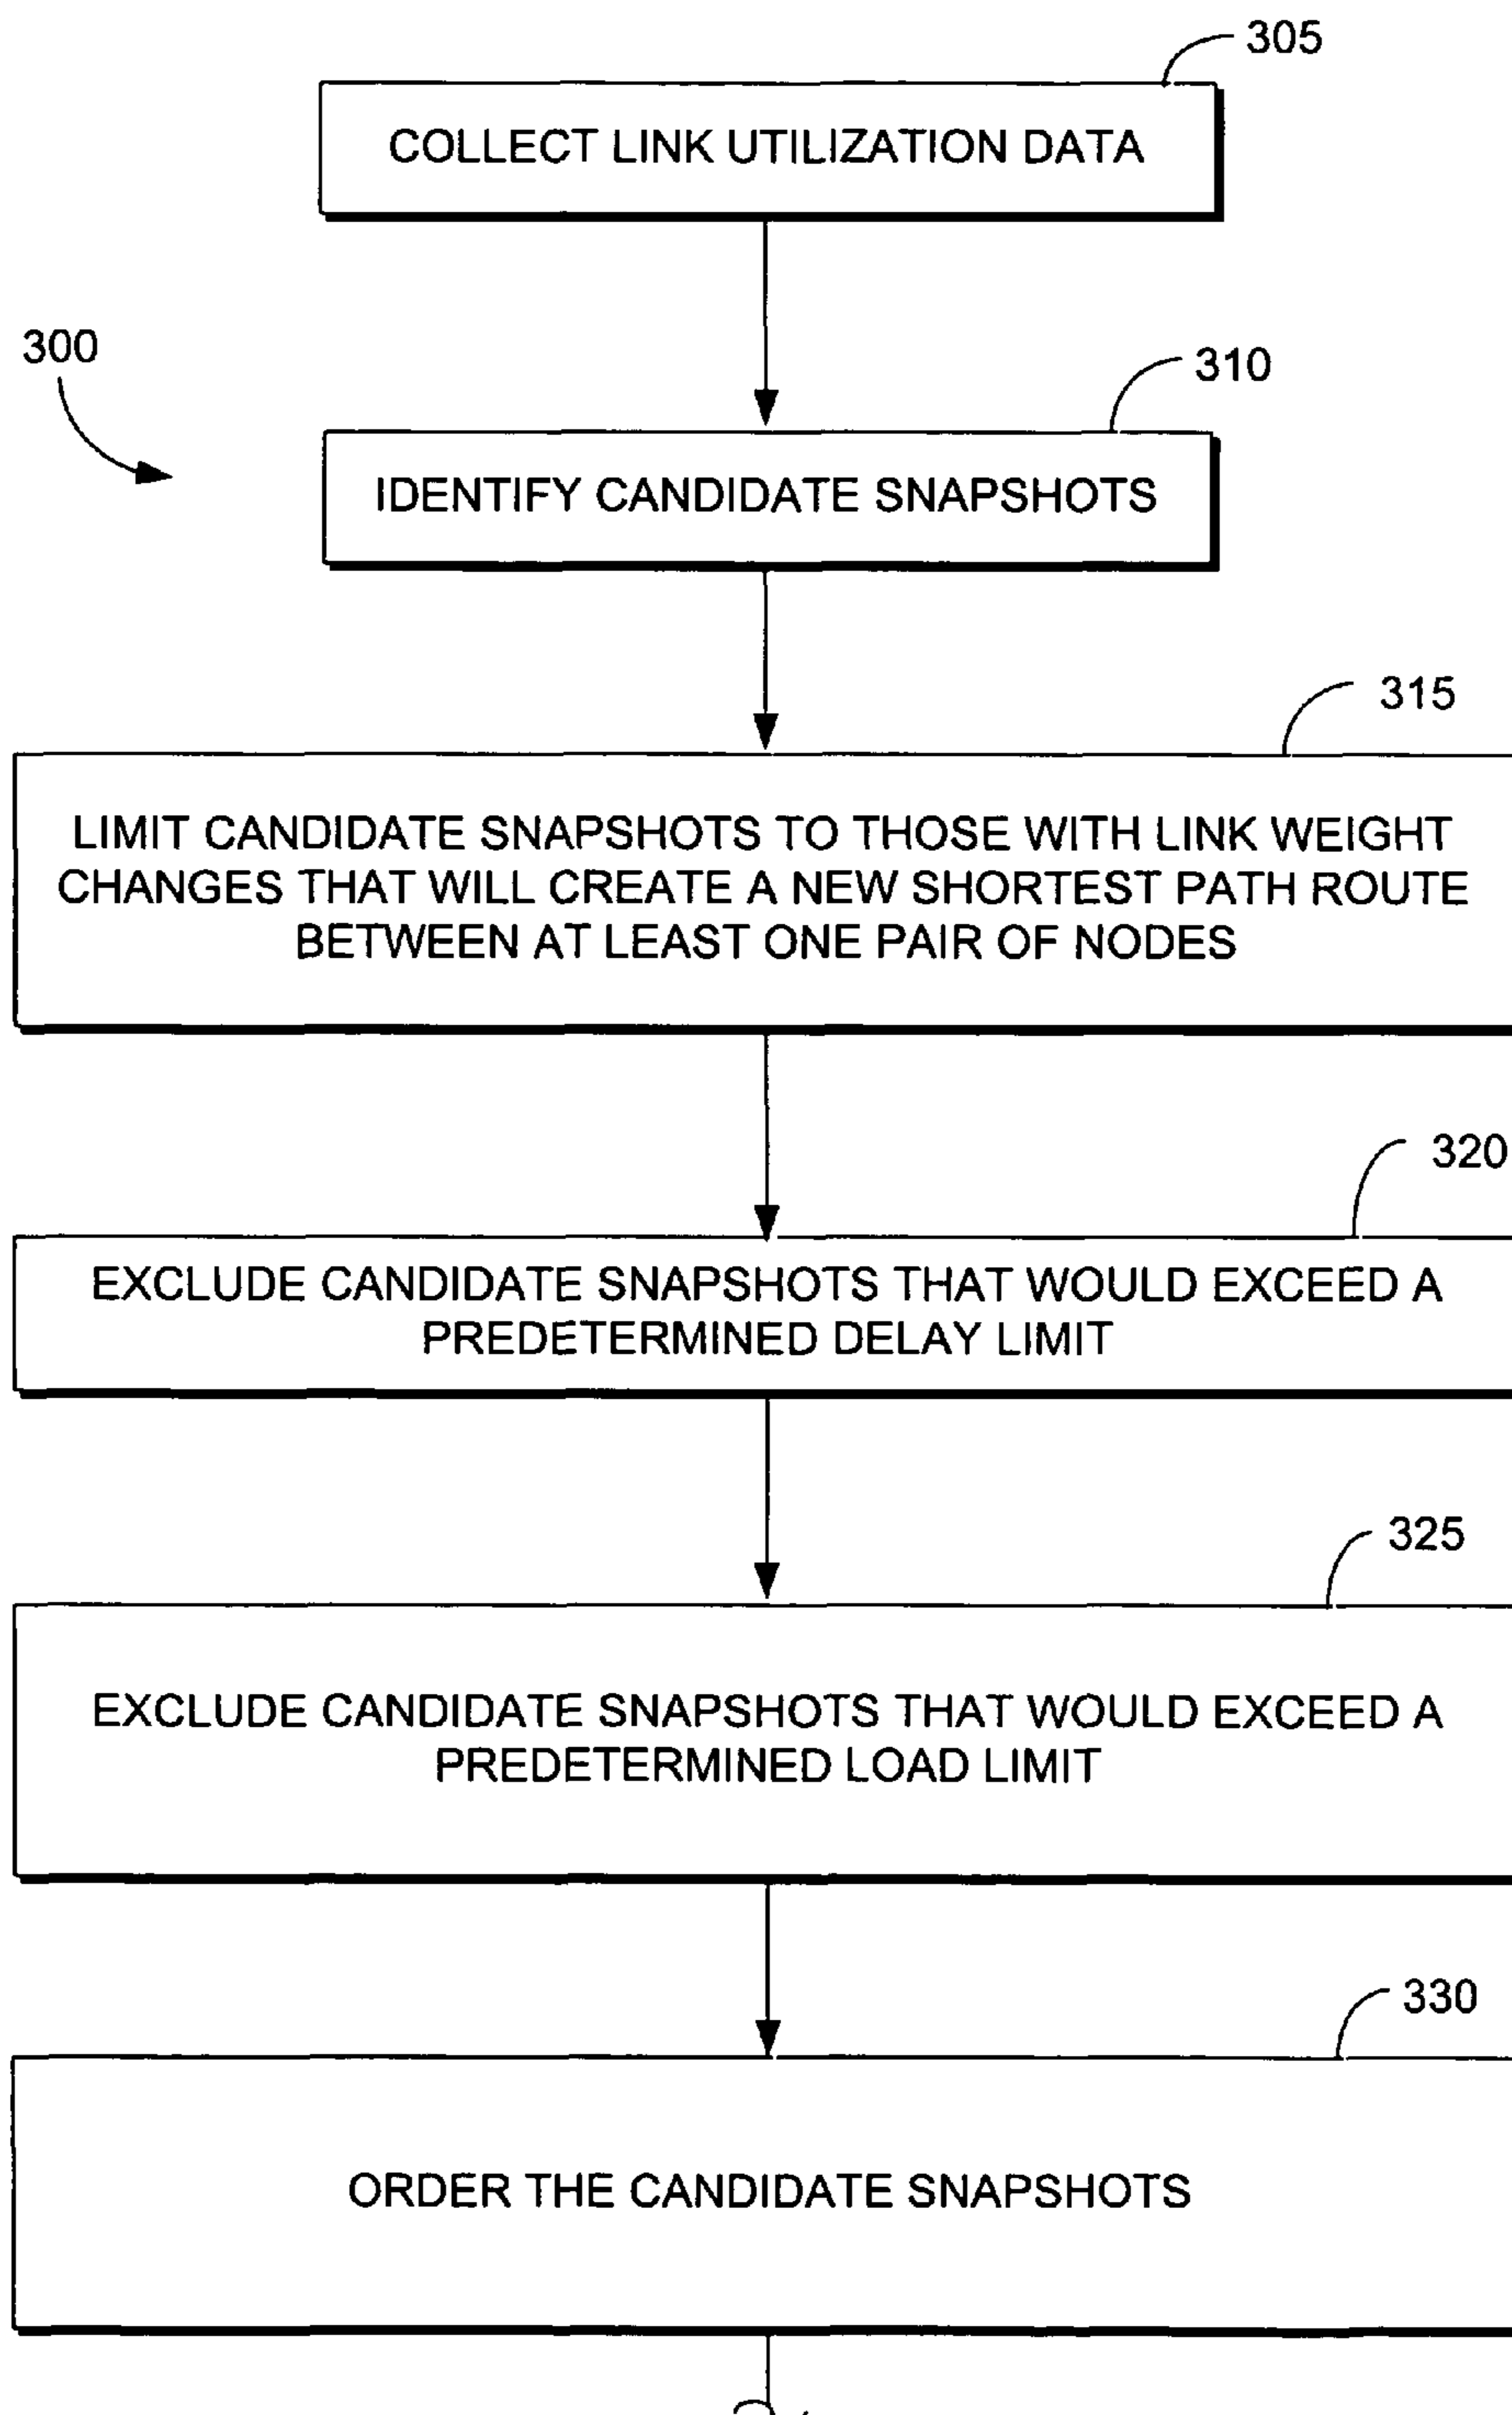 305
COLLECT LINK UTILIZATION DATA
300
310
IDENTIFY CANDIDATE SNAPSHOTS
315
LIMIT CANDIDATE SNAPSHOTS TO THOSE WITH LINK WEIGHT
CHANGES THAT WILL CREATE A NEW SHORTEST PATH ROUTE
BETWEEN AT LEAST ONE PAIR OF NODES
320
EXCLUDE CANDIDATE SNAPSHOTS THAT WOULD EXCEED A
PREDETERMINED DELAY LIMIT
325
EXCLUDE CANDIDATE SNAPSHOTS THAT WOULD EXCEED A
PREDETERMINED LOAD LIMIT
330
ORDER THE CANDIDATE SNAPSHOTS